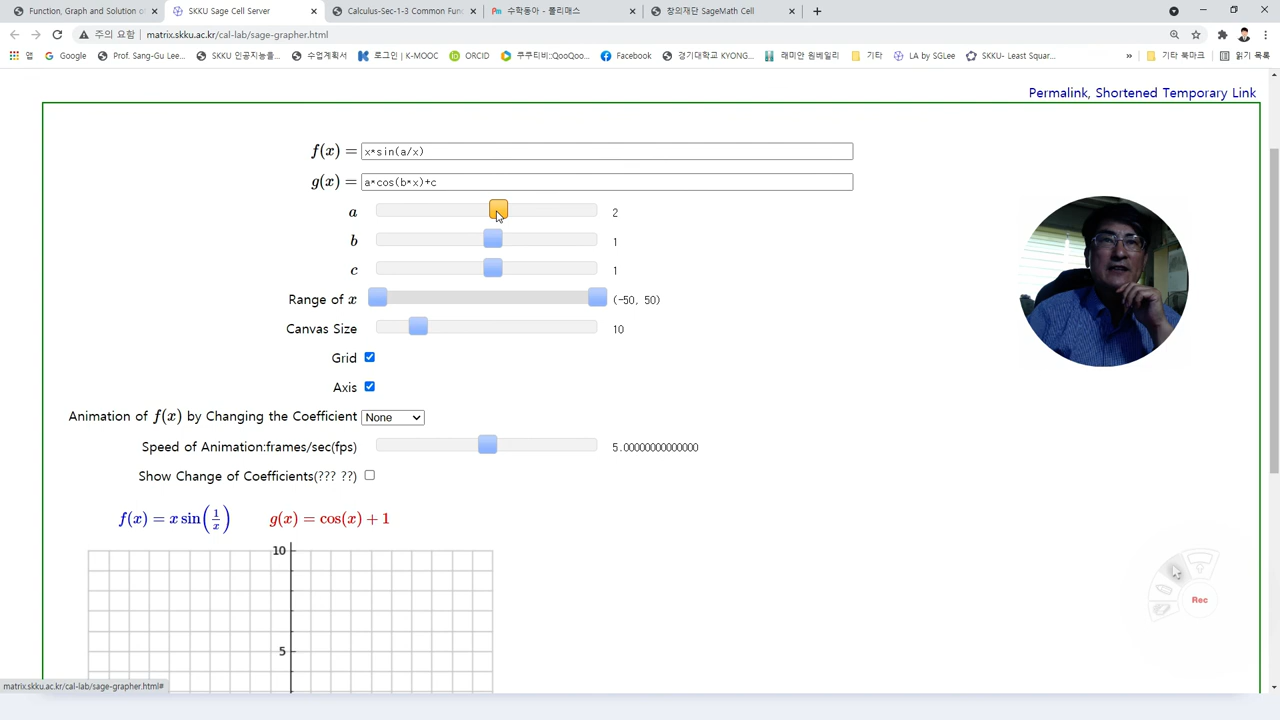 Function, Graph and Solution of
SKKU Sage Cell Server
Calculus-Sec-1-3 Common Func
수학동아 - 폴리매스
창의재단 SageMath Cell
주의 요함
matrix.skku.ac.kr/cal-lab/sage-grapher.html
앱
Google
Prof. Sang-Gu Lee...
SKKU 인공지능을...
수업계획서
로그인 | K-MOOC
ORCID
쿠쿠티비::QooQoo...
Facebook
경기대학교 KYONG...
래미안 원베일리
기타
LA by SGLee
SKKU- Least Squar...
»
기타 북마크
읽기 목록
Permalink, Shortened Temporary Link
f(x) = x*sin(a/x)
g(x) = a*cos(b*x)+c
a 2
b 1
c 1
Range of x (-50, 50)
Canvas Size 10
Grid
Axis
Animation of f(x) by Changing the Coefficient None
Speed of Animation:frames/sec(fps) 5.00000000000000
Show Change of Coefficients(??? ??)
f(x) = x sin(1/x) g(x) = cos(x) + 1
10
5
Rec
matrix.skku.ac.kr/cal-lab/sage-grapher.html#